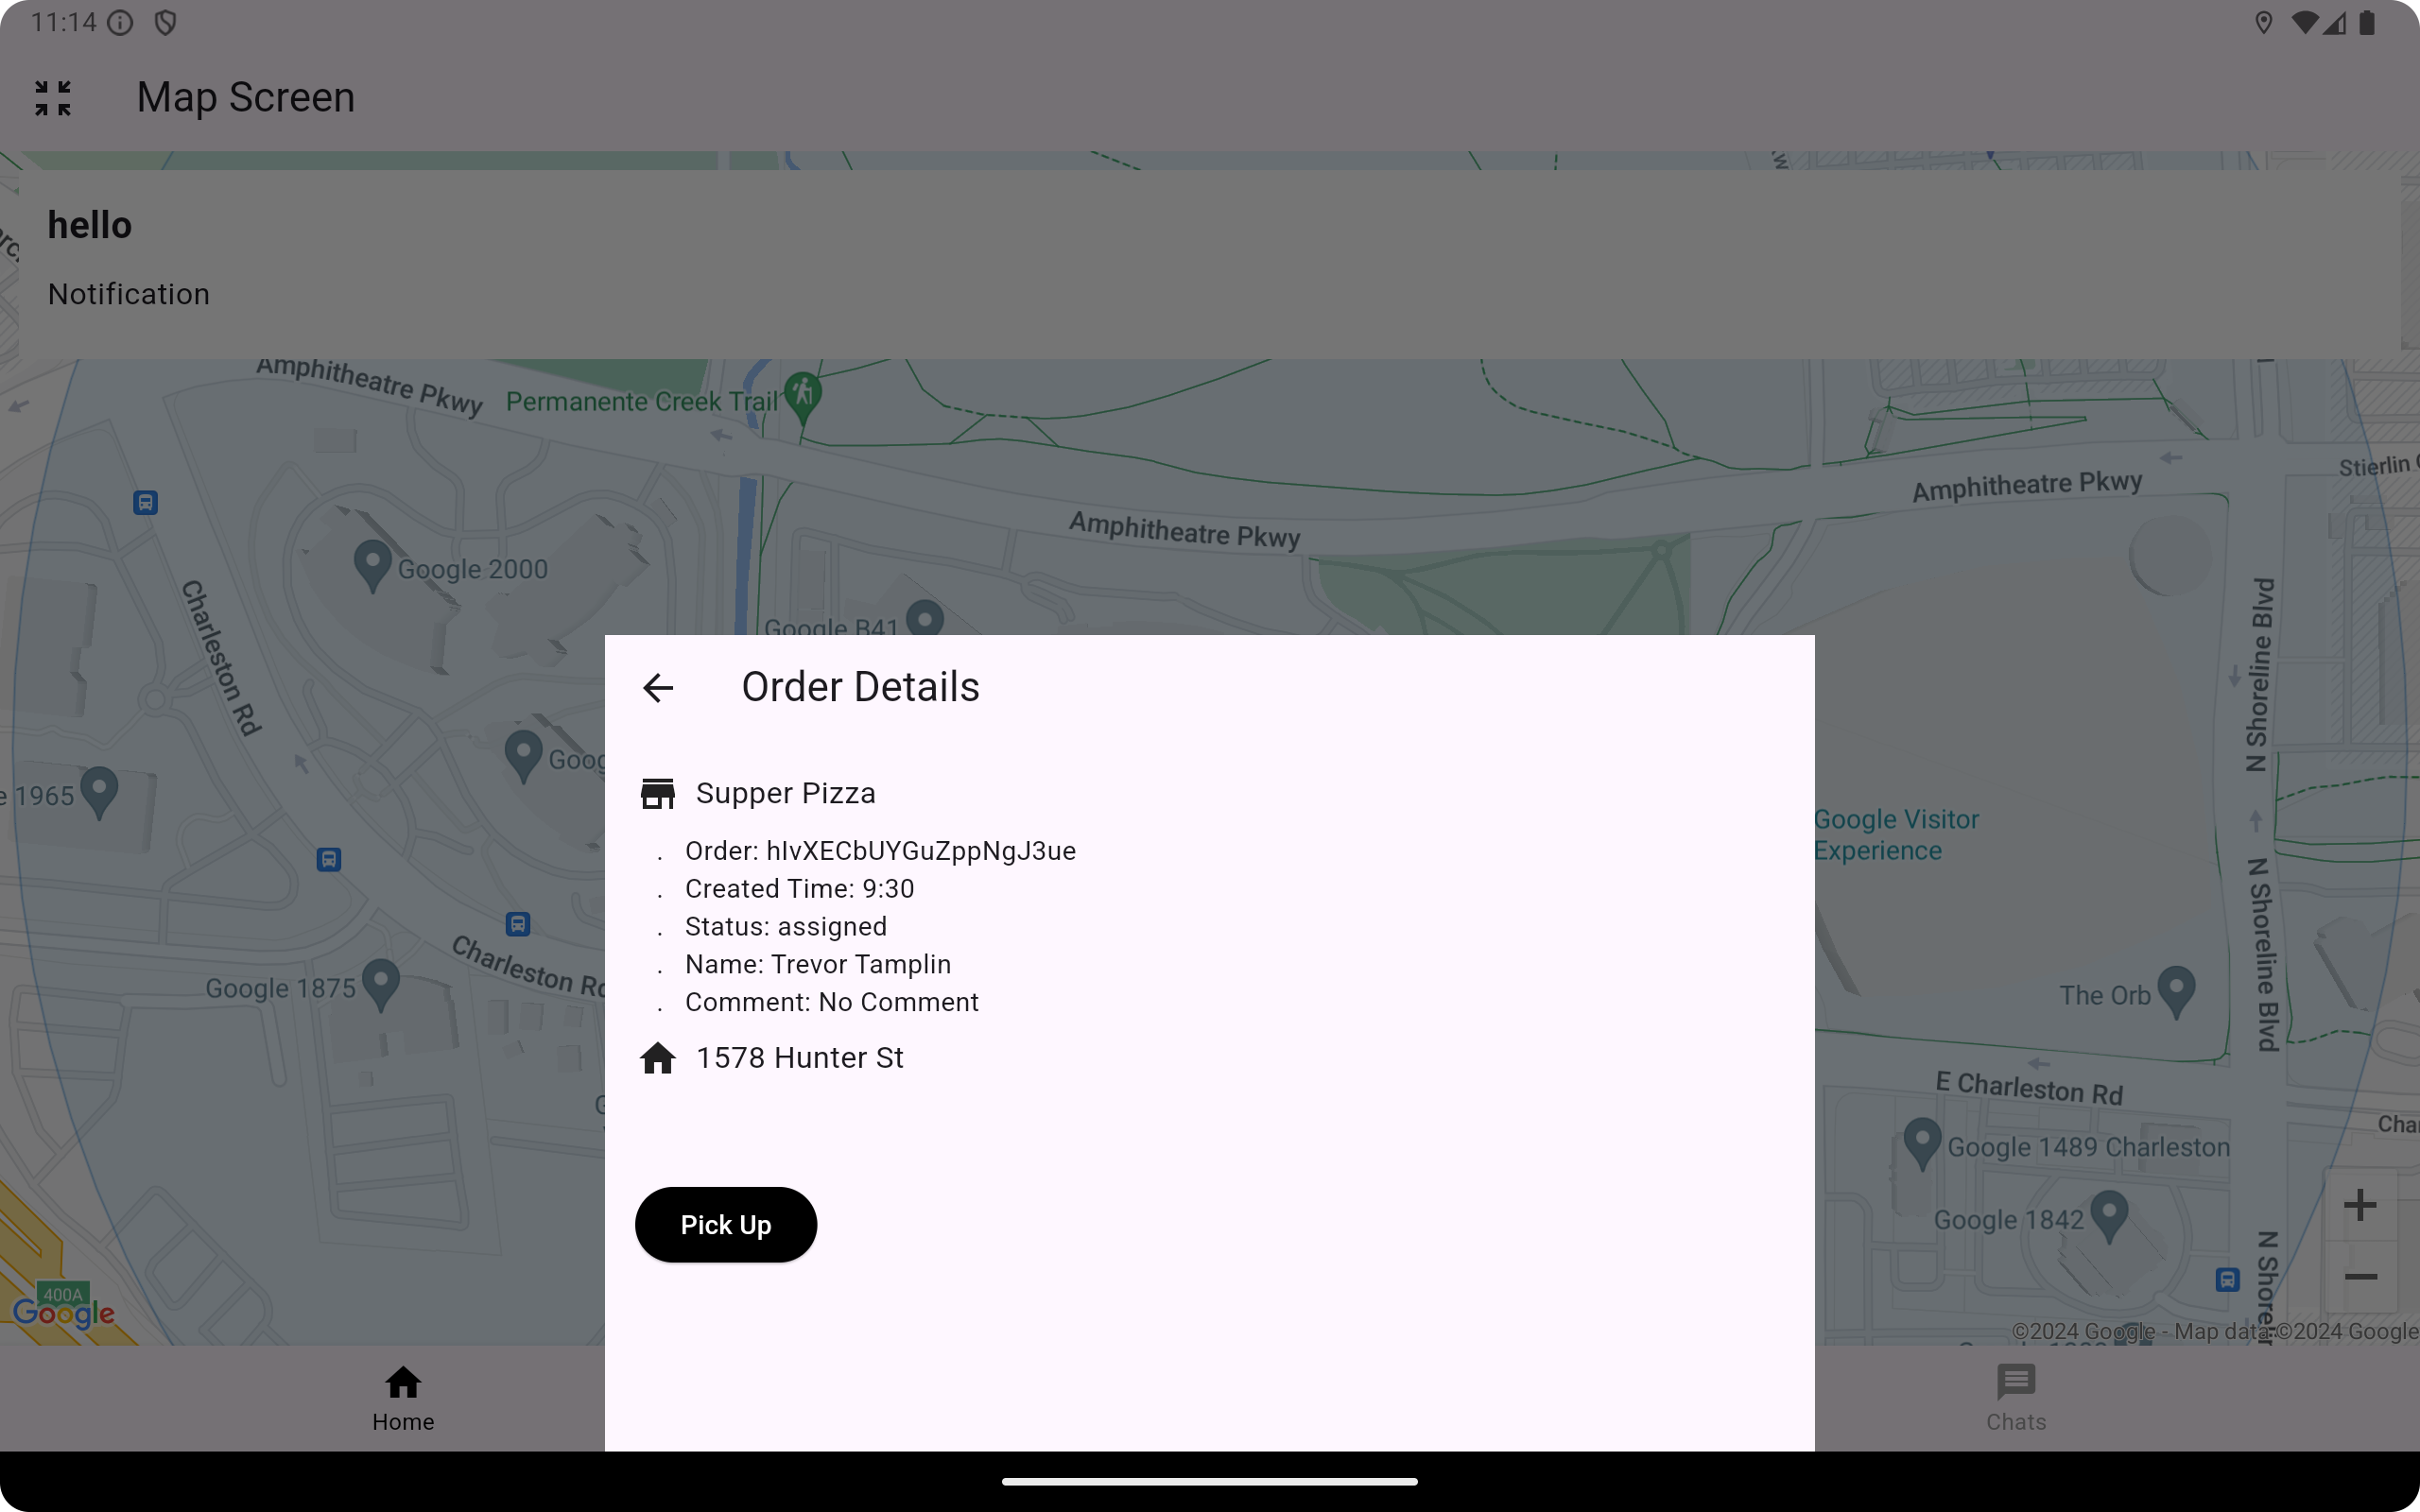 11:14
Map Screen
hello
Notification
Amphitheatre Pkwy
Permanente Creek Trail
Stierlin
Amphitheatre Pkwy
Amphitheatre Pkwy
Google 2000
Charleston Rd
Google B41
N Shoreline Blvd
Order Details
Goog
1965
Supper Pizza
Google Visitor
Experience
. Order: hIvXECbUYGuZppNgJ3ue
. Created Time: 9:30
. Status: assigned
. Name: Trevor Tamplin
. Comment: No Comment
N Shoreline Blvd
Charleston Rd
Google 1875
The Orb
1578 Hunter St
E Charleston Rd
Google 1489 Charleston
Google 1842
Pick Up
400A
Google
N Shorel
©2024 Google - Map data ©2024 Google
Home
Chats